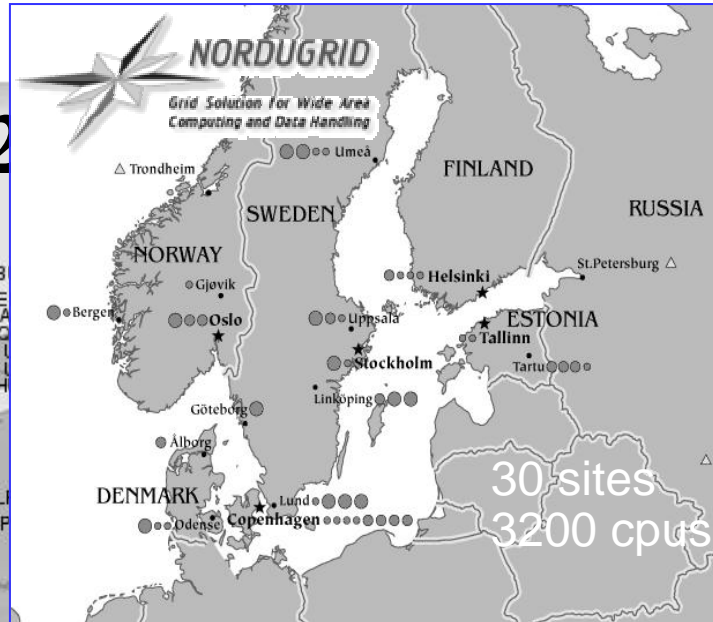 NORDUGRID
Grid Solution for Wide Area
Computing and Data Handling
2
Umeå
Trondheim
FINLAND
SWEDEN
RUSSIA
NORWAY
St.Petersburg
Helsinki
Gjøvik
Bergen
Oslo
Uppsala
ESTONIA
Tallinn
Stockholm
Tartu
Linköping
Göteborg
Ålborg
30 sites
DENMARK
Lund
Odense
Copenhagen
3200 cpus